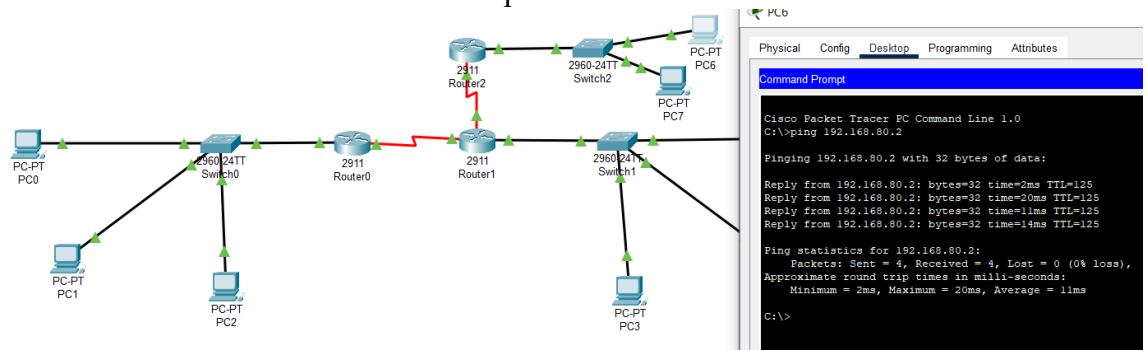 PC6
Physical Config Desktop Programming Attributes
Command Prompt
Cisco Packet Tracer PC Command Line 1.0
C:\>ping 192.168.80.2
Pinging 192.168.80.2 with 32 bytes of data:
Reply from 192.168.80.2: bytes=32 time=2ms TTL=125
Reply from 192.168.80.2: bytes=32 time=20ms TTL=125
Reply from 192.168.80.2: bytes=32 time=11ms TTL=125
Reply from 192.168.80.2: bytes=32 time=14ms TTL=125
Ping statistics for 192.168.80.2:
Packets: Sent = 4, Received = 4, Lost = 0 (0% loss),
Approximate round trip times in milli-seconds:
Minimum = 2ms, Maximum = 20ms, Average = 11ms
C:\>
2911
Router2
2960-24TT
Switch2
PC-PT
PC6
PC-PT
PC7
PC-PT
PC0
2960-24TT
Switch0
2911
Router0
2911
Router1
2960-24TT
Switch1
PC-PT
PC1
PC-PT
PC2
PC-PT
PC3